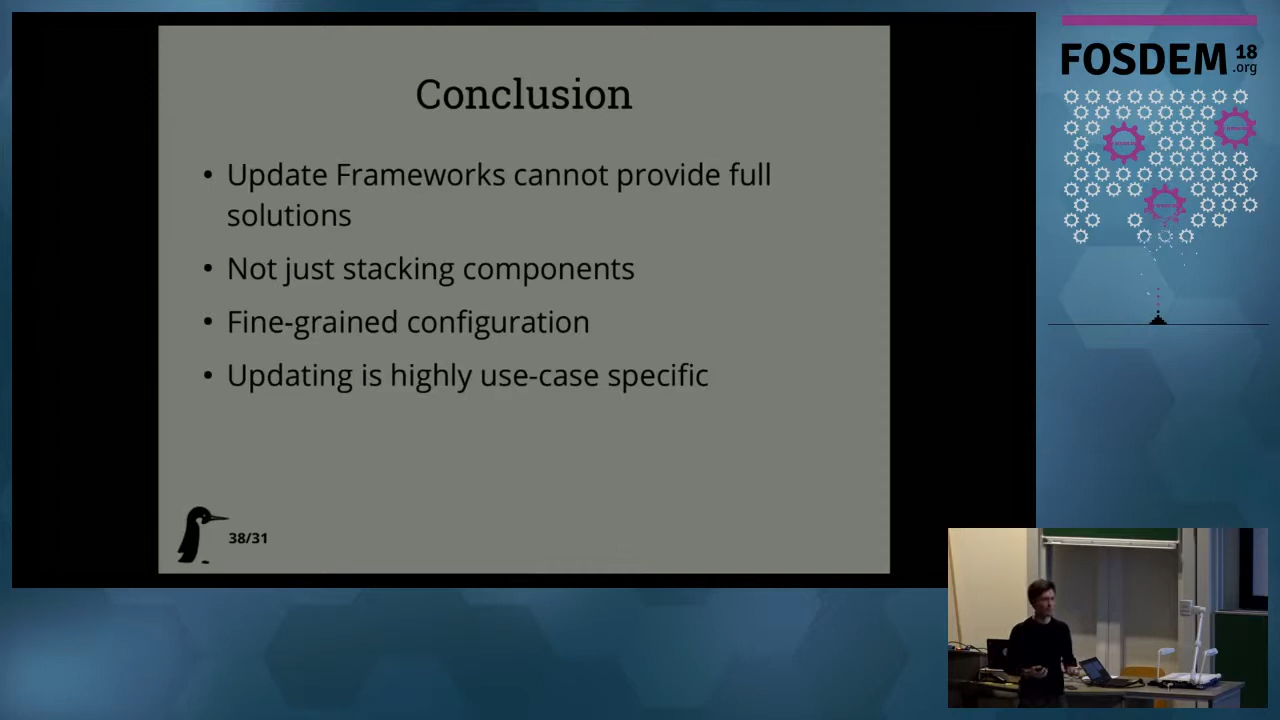 Conclusion
• Update Frameworks cannot provide full
solutions
• Not just stacking components
• Fine-grained configuration
• Updating is highly use-case specific
38/31
FOSDEM 18
.org